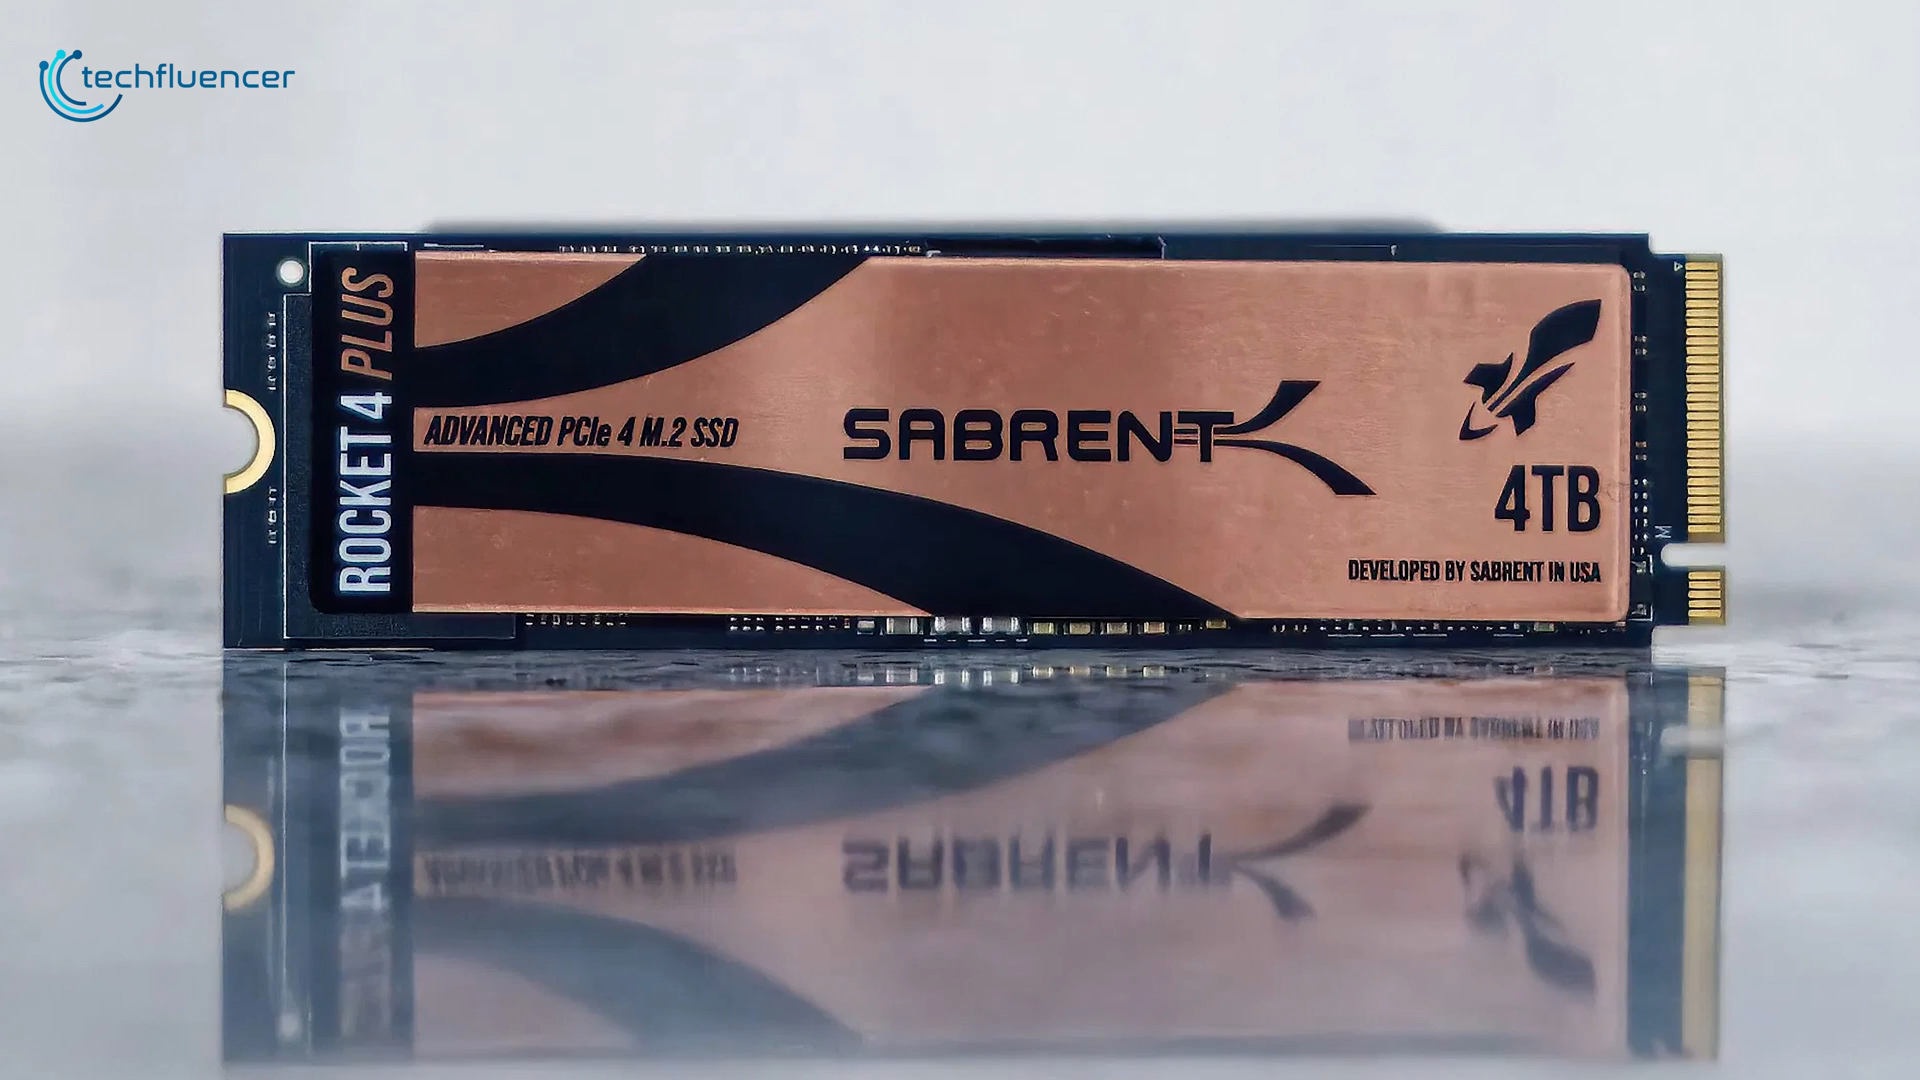 techfluencer
ROCKET 4 PLUS
ADVANCED PCIe 4 M.2 SSD
SABRENT
4TB
DEVELOPED BY SABRENT IN USA
M